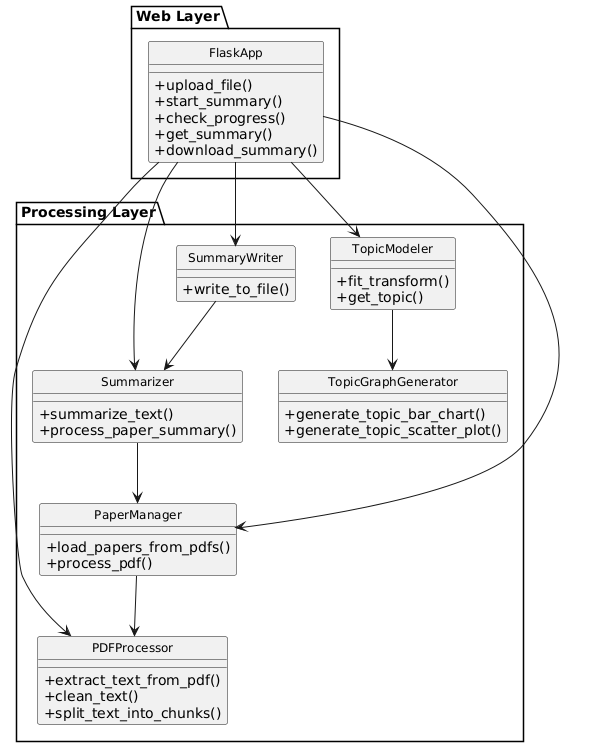 Web Layer
FlaskApp
+upload_file()
+start_summary()
+check_progress()
+get_summary()
+download_summary()
Processing Layer
SummaryWriter
+write_to_file()
TopicModeler
+fit_transform()
+get_topic()
Summarizer
+summarize_text()
+process_paper_summary()
TopicGraphGenerator
+generate_topic_bar_chart()
+generate_topic_scatter_plot()
PaperManager
+load_papers_from_pdfs()
+process_pdf()
PDFProcessor
+extract_text_from_pdf()
+clean_text()
+split_text_into_chunks()